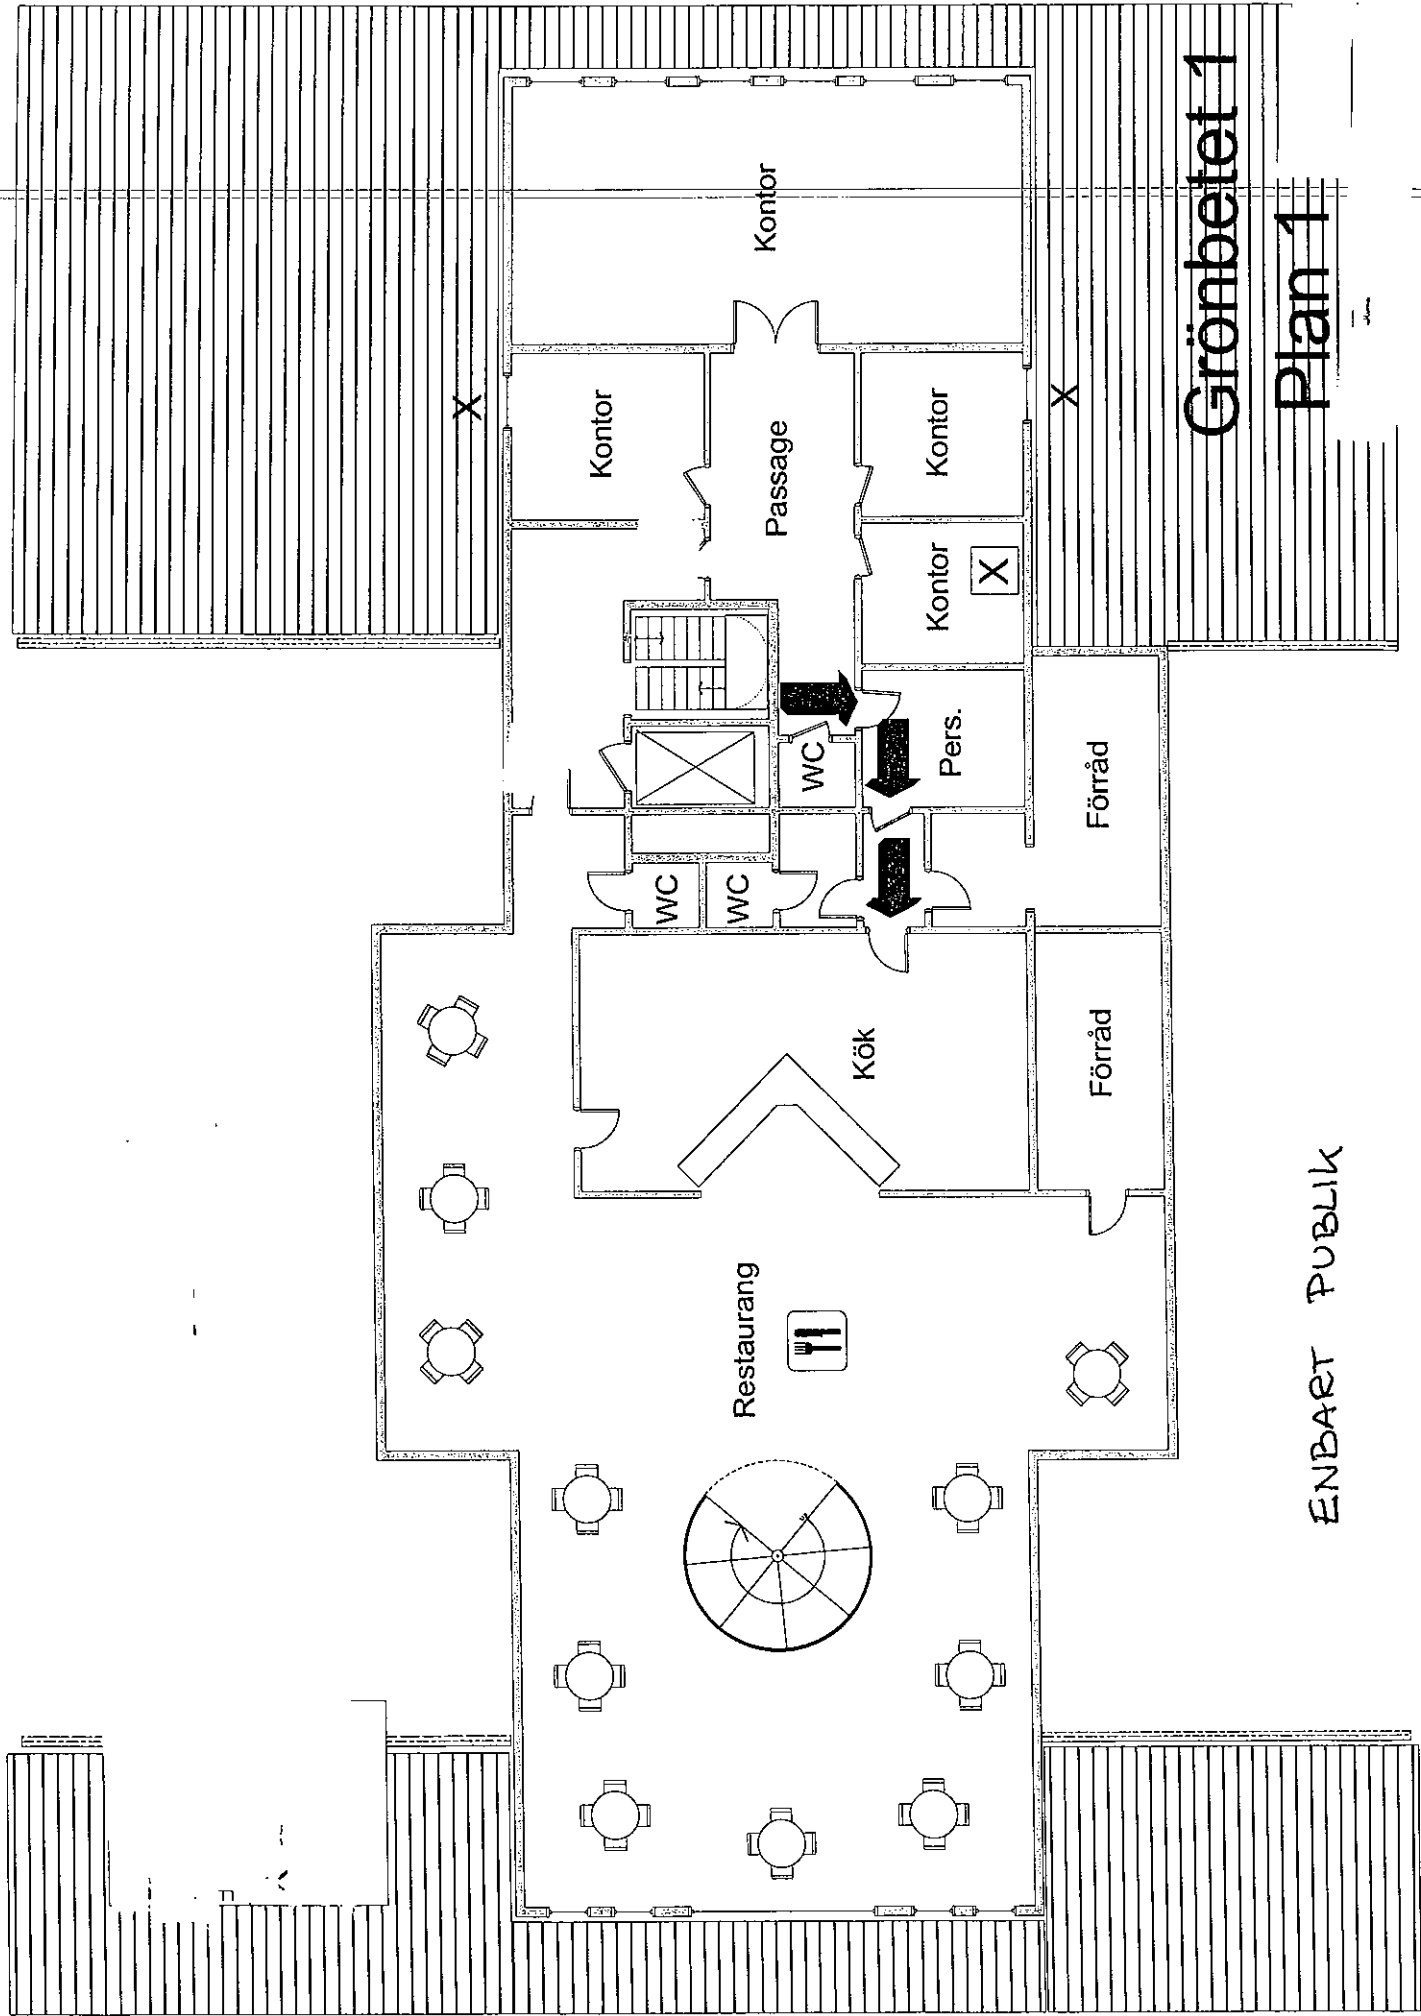 Grönbetet 1
Plan 1
Kontor
Kontor
Kontor
Kontor
X
X
X
Passage
Pers.
WC
WC
WC
Förråd
Förråd
Kök
Restaurang
ENBART PUBLIK